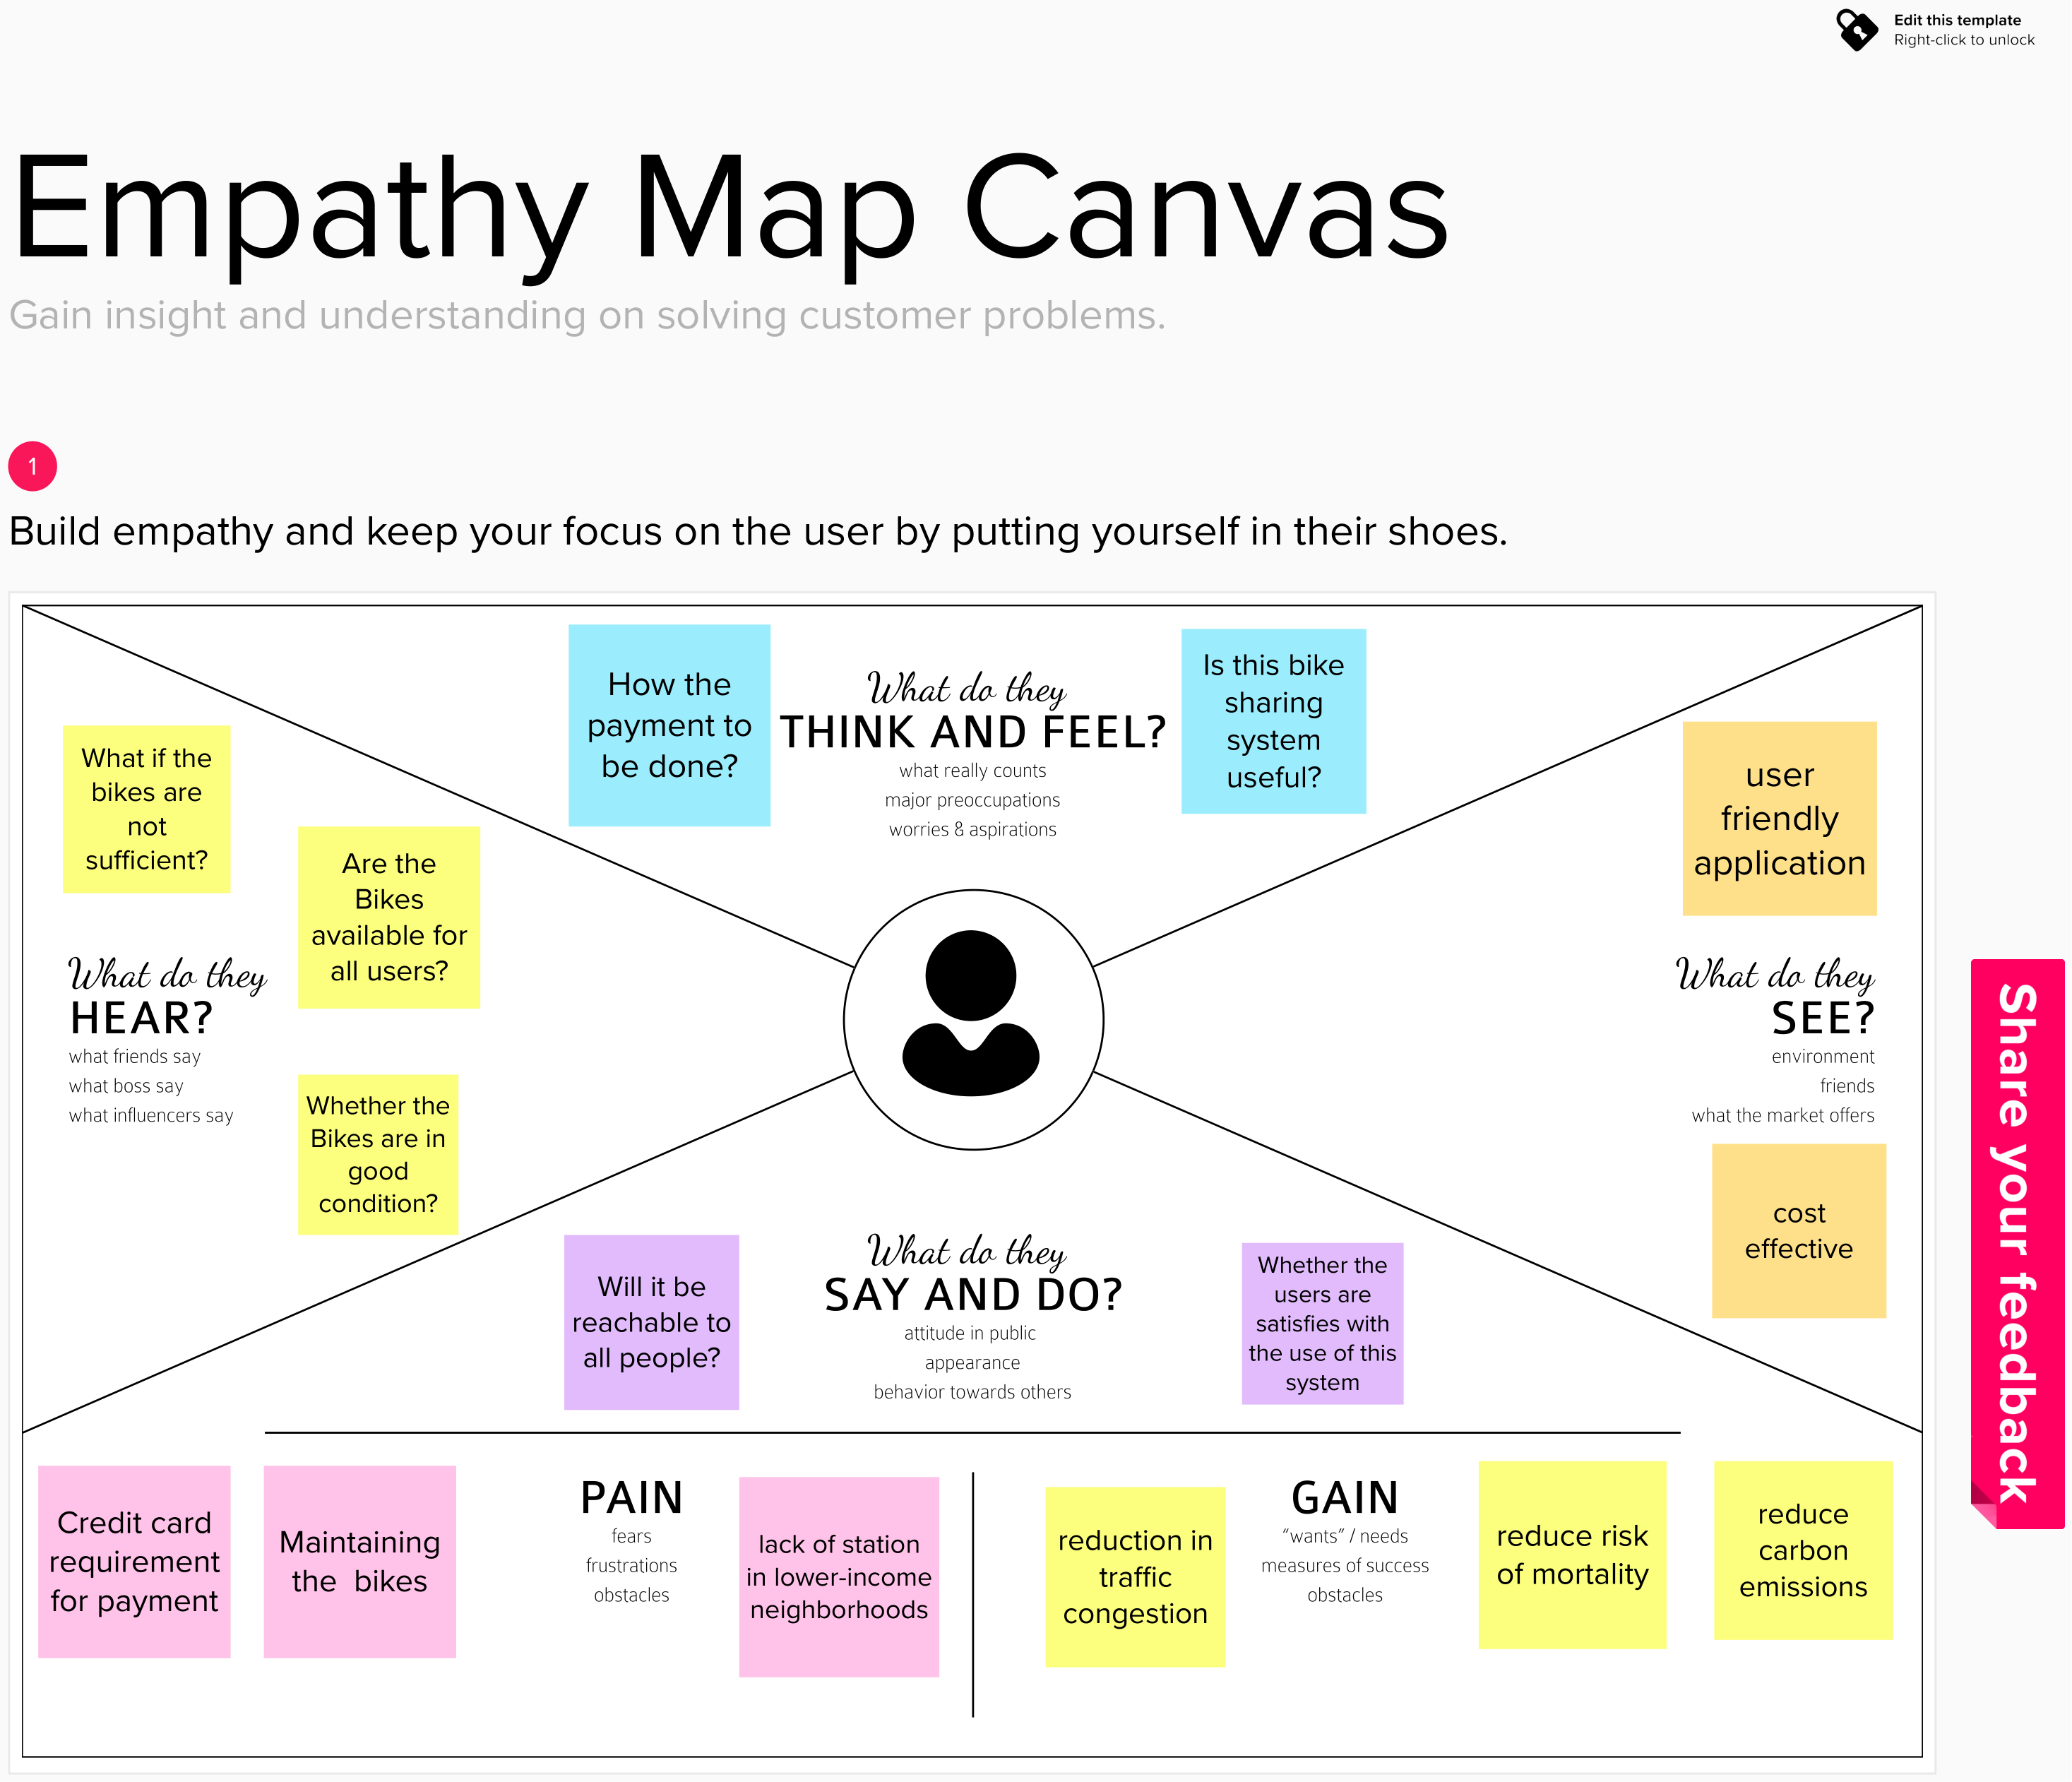 Edit this template
Right-click to unlock
Empathy Map Canvas
Gain insight and understanding on solving customer problems.
1
Build empathy and keep your focus on the user by putting yourself in their shoes.
How the
payment to
be done?
What do they
THINK AND FEEL?
what really counts
major preoccupations
worries & aspirations
Is this bike
sharing
system
useful?
What if the
bikes are
not
sufficient?
Are the
Bikes
available for
all users?
What do they
HEAR?
what friends say
what boss say
what influencers say
Whether the
Bikes are in
good
condition?
user
friendly
application
What do they
SEE?
environment
friends
what the market offers
cost
effective
Will it be
reachable to
all people?
What do they
SAY AND DO?
attitude in public
appearance
behavior towards others
Whether the
users are
satisfies with
the use of this
system
Credit card
requirement
for payment
Maintaining
the bikes
PAIN
fears
frustrations
obstacles
lack of station
in lower-income
neighborhoods
reduction in
traffic
congestion
GAIN
“wants” / needs
measures of success
obstacles
reduce risk
of mortality
reduce
carbon
emissions
Share your feedback